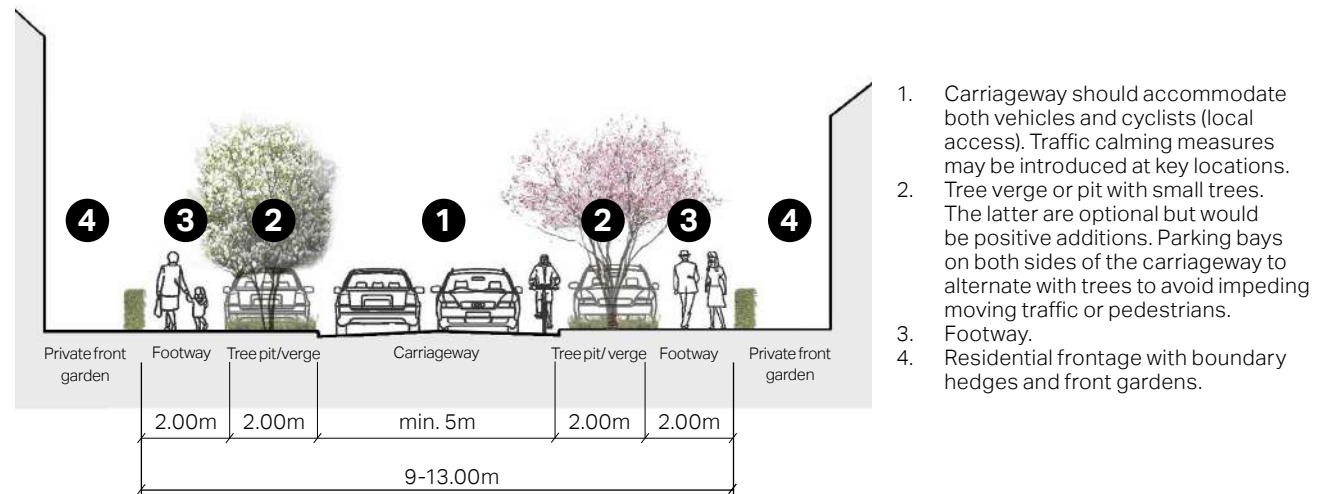 4 3 2 1 2 3 4
Private front
garden
Footway
Tree pit/verge
Carriageway
Tree pit/ verge
Footway
Private front
garden
2.00m 2.00m min. 5m 2.00m 2.00m
9-13.00m
1. Carriageway should accommodate
both vehicles and cyclists (local
access). Traffic calming measures
may be introduced at key locations.
2. Tree verge or pit with small trees.
The latter are optional but would
be positive additions. Parking bays
on both sides of the carriageway to
alternate with trees to avoid impeding
moving traffic or pedestrians.
3. Footway.
4. Residential frontage with boundary
hedges and front gardens.